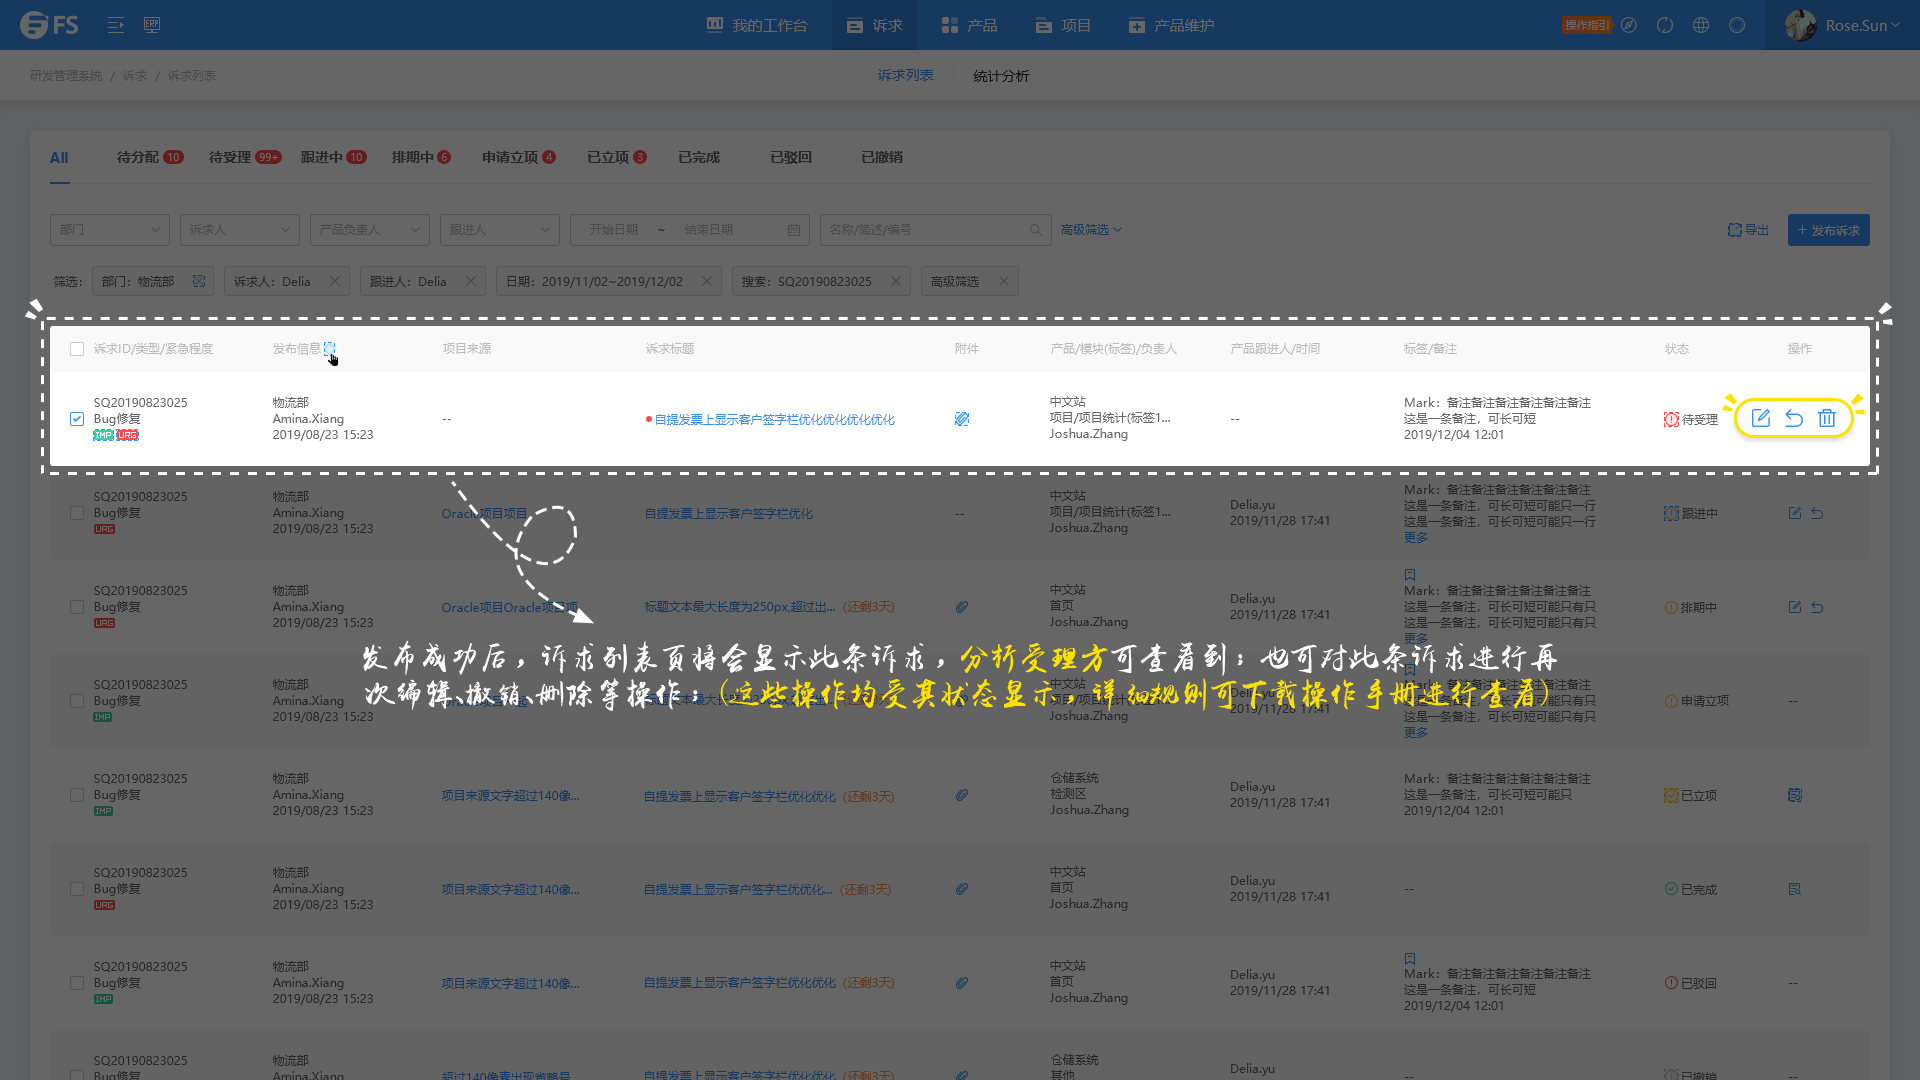 FS
ERP
我的工作台
诉求
产品
项目
产品维护
操作指引
Rose.Sun
研发管理系统 / 诉求 / 诉求列表
诉求列表
统计分析
All
待分配 10
待受理 99+
跟进中 10
排期中 6
申请立项 4
已立项 3
已完成
已驳回
已撤销
部门
诉求人
产品负责人
跟进人
开始日期 ~ 结束日期
名称/简述/编号
高级筛选
导出
+ 发布诉求
筛选：
部门：物流部
诉求人：Delia
跟进人：Delia
日期：2019/11/02~2019/12/02
搜索：SQ20190823025
高级筛选
诉求ID/类型/紧急程度
发布信息
项目来源
诉求标题
附件
产品/模块(标签)/负责人
产品跟进人/时间
标签/备注
状态
操作
SQ20190823025
Bug修复
IMP URG
物流部
Amina.Xiang
2019/08/23 15:23
--
自提发票上显示客户签字栏优化优化优化优化
中文站
项目/项目统计(标签1...
Joshua.Zhang
--
Mark：备注备注备注备注备注备注
这是一条备注，可长可短
2019/12/04 12:01
待受理
SQ20190823025
Bug修复
URG
物流部
Amina.Xiang
2019/08/23 15:23
Oracle项目项目
自提发票上显示客户签字栏优化
--
中文站
项目/项目统计(标签1...
Joshua.Zhang
Delia.yu
2019/11/28 17:41
Mark：备注备注备注备注备注备注
这是一条备注，可长可短可能只一行
这是一条备注，可长可短可能只一行
更多
跟进中
SQ20190823025
Bug修复
URG
物流部
Amina.Xiang
2019/08/23 15:23
Oracle项目Oracle项目项
标题文本最大长度为250px,超过出... (还剩3天)
中文站
首页
Joshua.Zhang
Delia.yu
2019/11/28 17:41
Mark：备注备注备注备注备注备注
这是一条备注，可长可短可能只有只
这是一条备注，可长可短可能只有只
更多
排期中
发布成功后，诉求列表页将会显示此条诉求，分析受理方可查看到；也可对此条诉求进行再
次编辑、撤销、删除等操作；（这些操作均受其状态显示，详细规则可下载操作手册进行查看）
SQ20190823025
Bug修复
IMP
物流部
Amina.Xiang
2019/08/23 15:23
中文站
项目/项目统计(标签1...
Joshua.Zhang
2019/11/28 17:41
这是一条备注，可长可短可能只有只
这是一条备注，可长可短可能只有只
更多
申请立项
--
SQ20190823025
Bug修复
IMP
物流部
Amina.Xiang
2019/08/23 15:23
项目来源文字超过140像...
自提发票上显示客户签字栏优化优化 (还剩3天)
仓储系统
检测区
Joshua.Zhang
Delia.yu
2019/11/28 17:41
Mark：备注备注备注备注备注备注
这是一条备注，可长可短可能只
2019/12/04 12:01
已立项
SQ20190823025
Bug修复
URG
物流部
Amina.Xiang
2019/08/23 15:23
项目来源文字超过140像...
自提发票上显示客户签字栏优优化... (还剩3天)
中文站
首页
Joshua.Zhang
Delia.yu
2019/11/28 17:41
--
已完成
SQ20190823025
Bug修复
IMP
物流部
Amina.Xiang
2019/08/23 15:23
项目来源文字超过140像...
自提发票上显示客户签字栏优化优化 (还剩3天)
中文站
首页
Joshua.Zhang
Delia.yu
2019/11/28 17:41
Mark：备注备注备注备注备注备注
这是一条备注，可长可短
2019/12/04 12:01
已驳回
--
SQ20190823025
Bug修复
物流部
Amina.Xiang
超过140像素出现省略号
自提发票上显示客户签字栏优化优化 (还剩3天)
仓储系统
其他
Delia.yu
--
已撤销
--